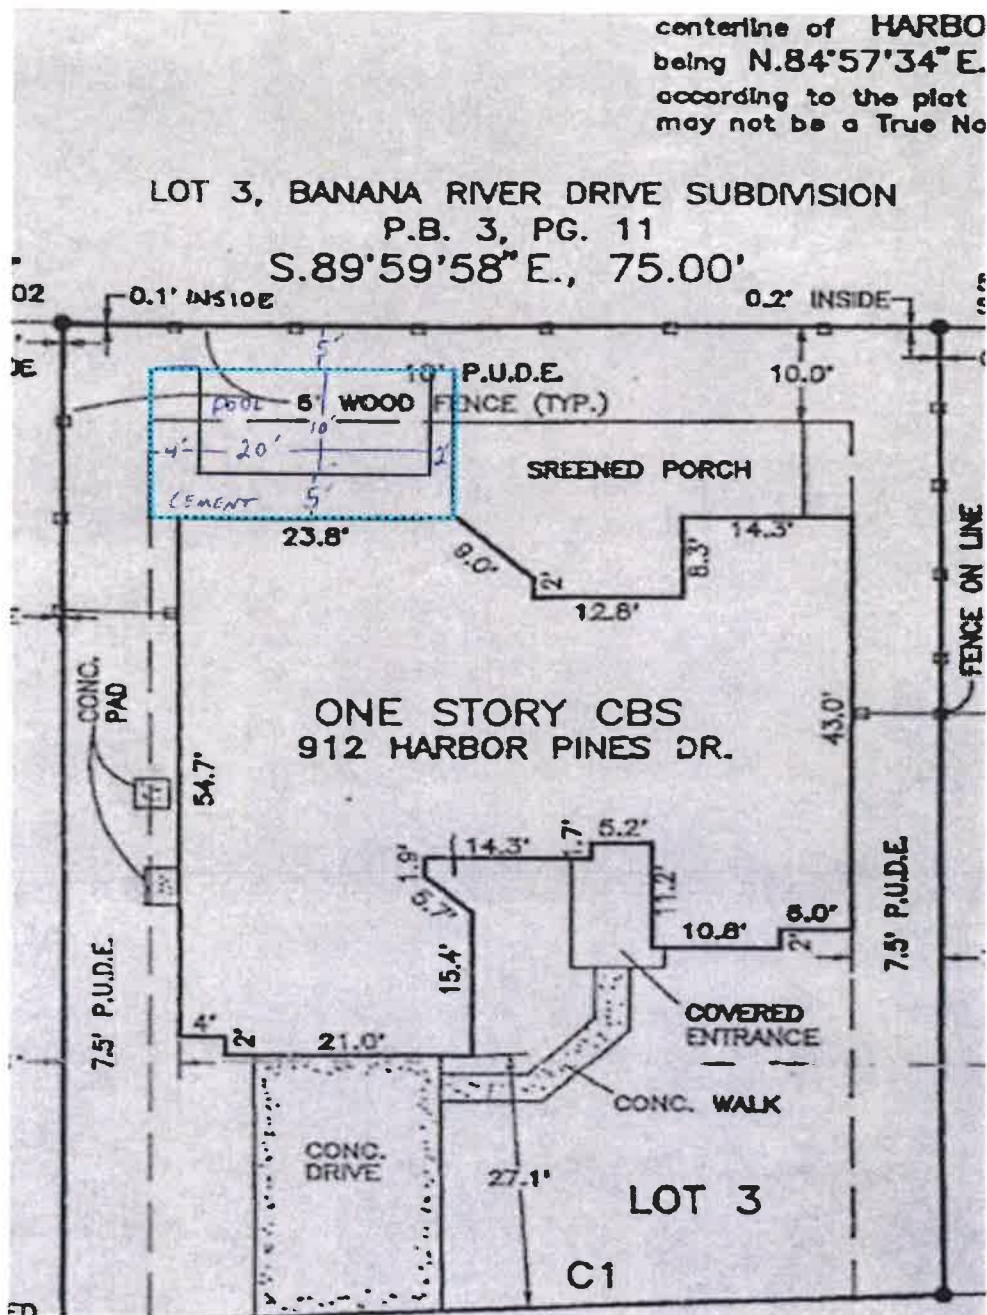 centerline of HARBO
being N.84°57'34" E.
according to the plat
may not be a True No
LOT 3, BANANA RIVER DRIVE SUBDIVISION
P.B. 3, PG. 11
S.89°59'58" E., 75.00'
02
0.1' INSIDE
0.2' INSIDE
5'
10' P.U.D.E.
10.0'
POOL
6' WOOD FENCE (TYP.)
10'
4'
20'
2'
SREENED PORCH
CEMENT
5'
23.8'
9.0'
2'
12.8'
8.3'
14.3'
FENCE ON LINE
CONC.
PAD
ONE STORY CBS
912 HARBOR PINES DR.
54.7'
43.0'
14.3'
1.7'
5.2'
1.9'
11.2'
15.4'
10.8'
2'
7.5' P.U.D.E.
7.5' P.U.D.E.
4'
2'
21.0'
COVERED
ENTRANCE
CONC. WALK
CONC.
DRIVE
27.1'
LOT 3
C1